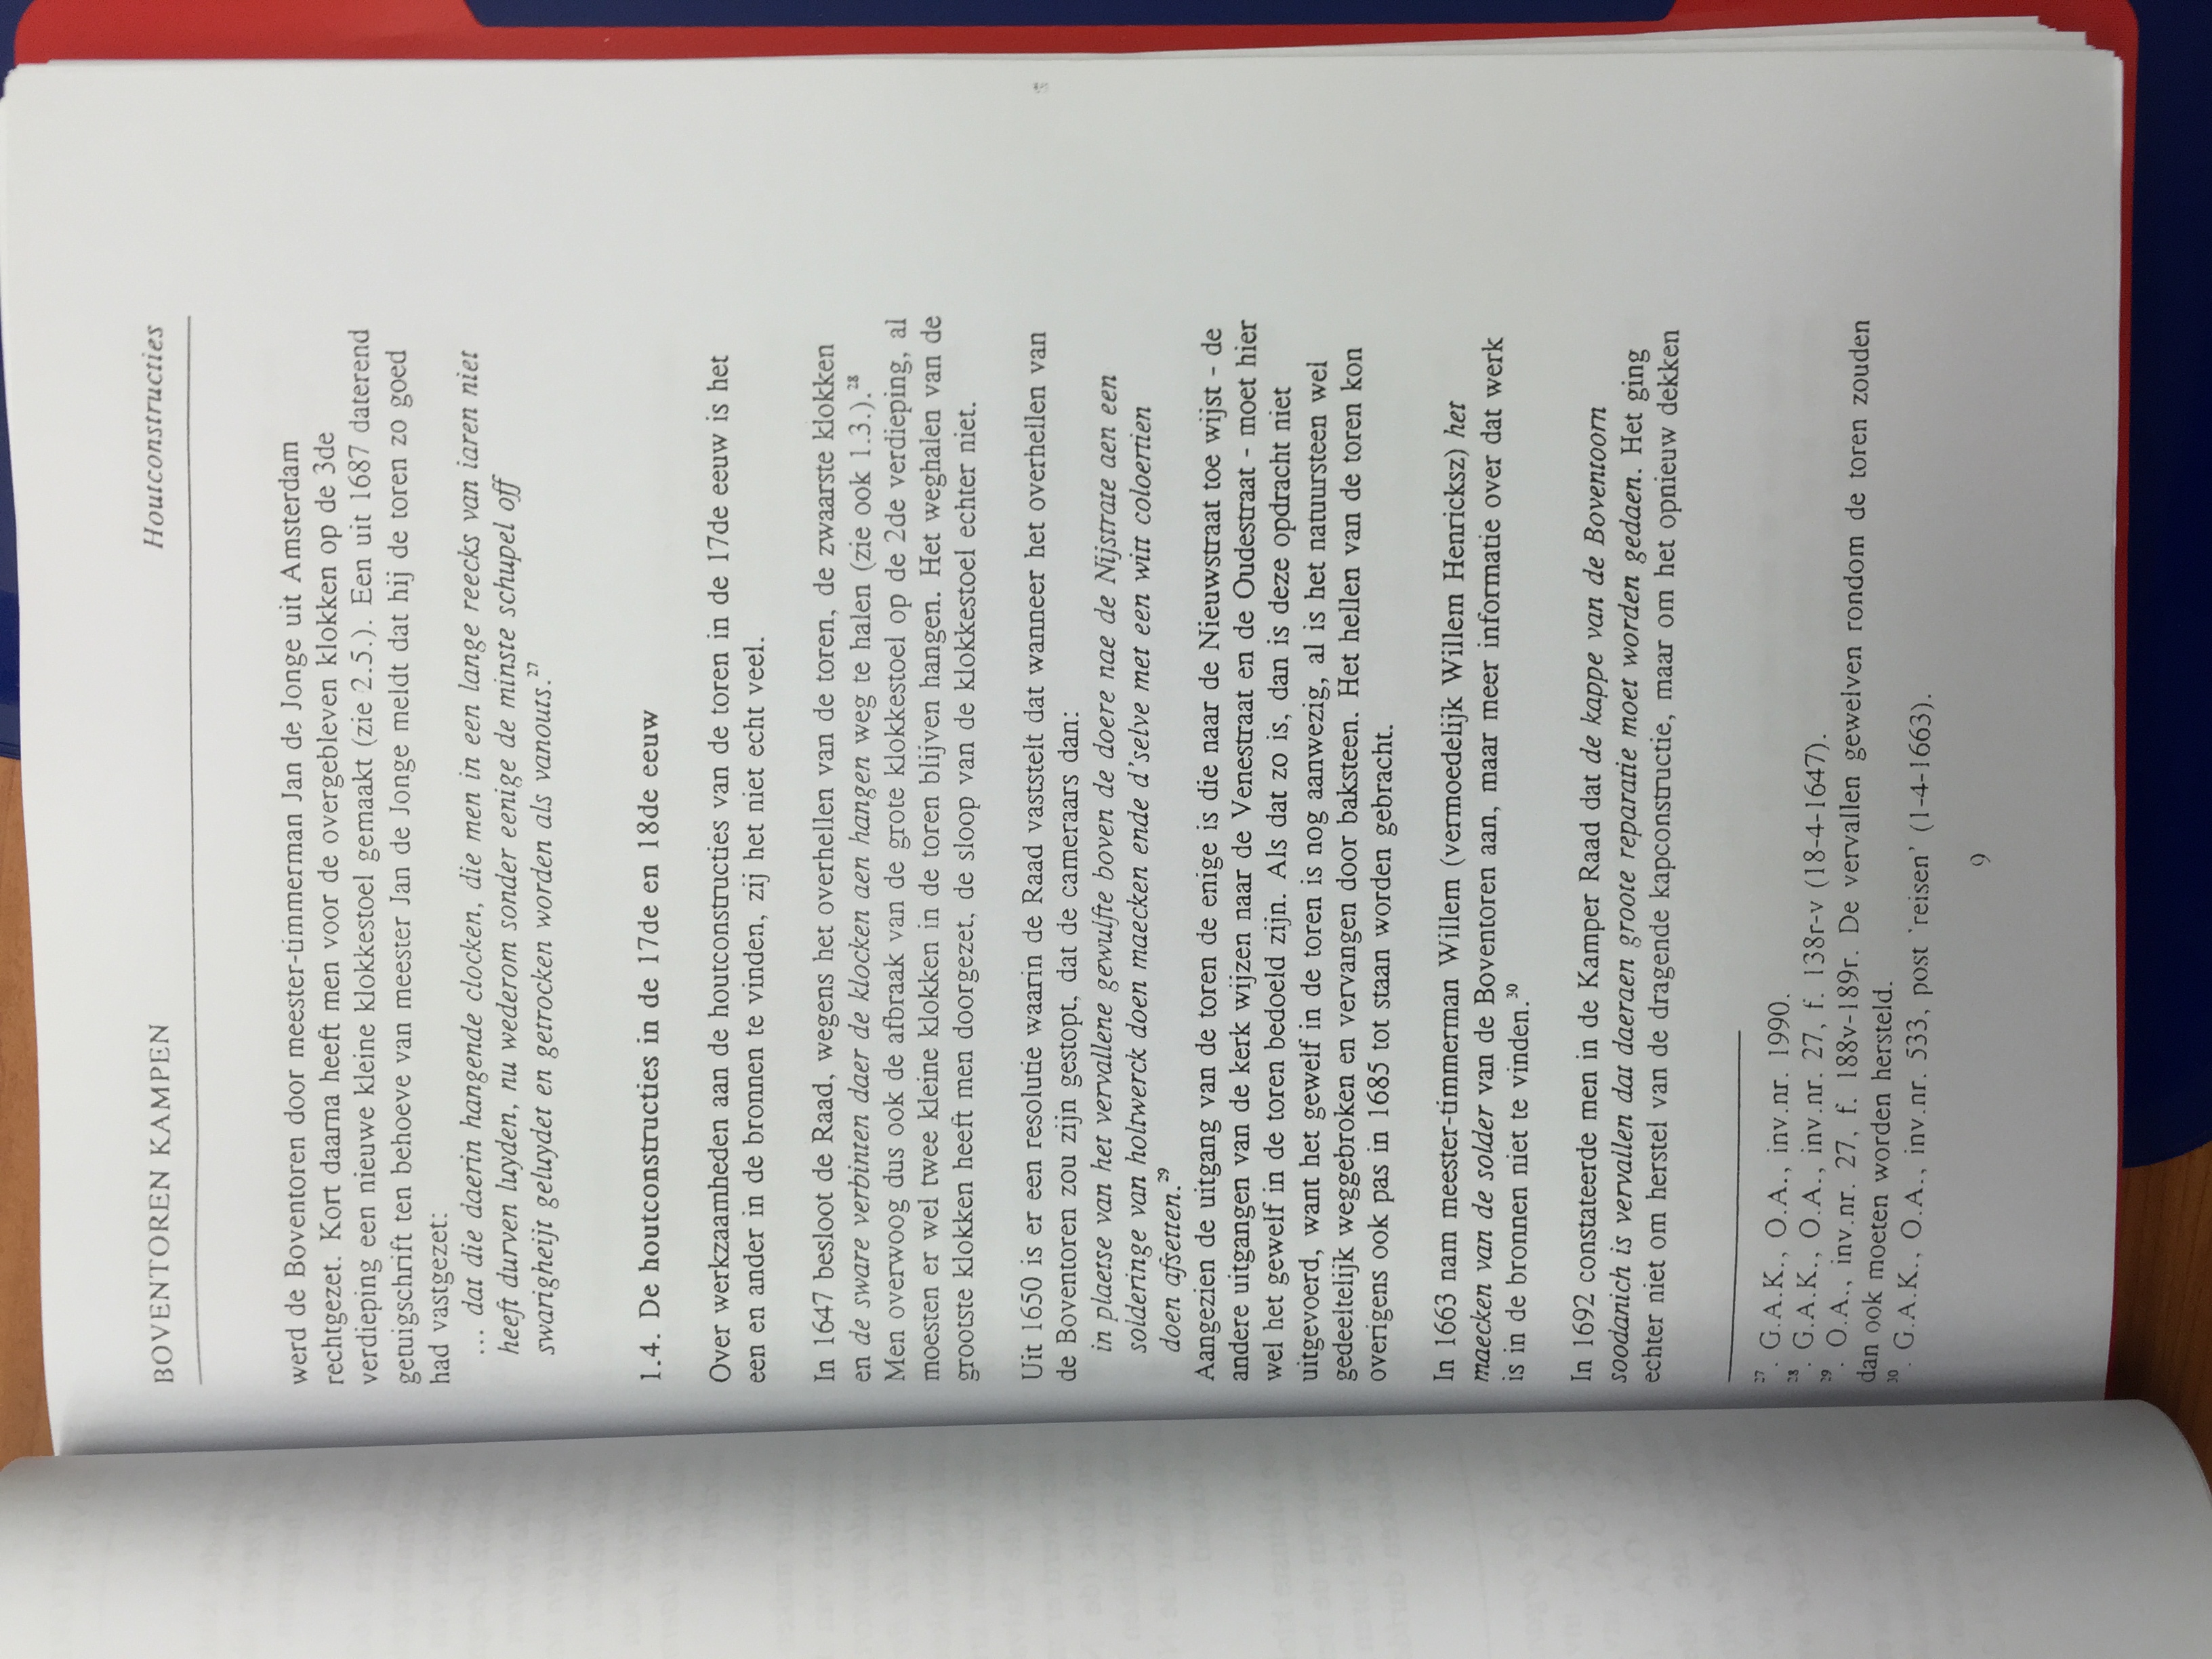 BOVENTOREN KAMPEN Houtconstructies
werd de Boventoren door meester-timmerman Jan de Jonge uit Amsterdam
rechtgezet. Kort daarna heeft men voor de overgebleven klokken op de 3de
verdieping een nieuwe kleine klokkestoel gemaakt (zie 2.5.). Een uit 1687 daterend
getuigschrift ten behoeve van meester Jan de Jonge meldt dat hij de toren zo goed
had vastgezet:
... dat die daerin hangende clocken, die men in een lange reecks van iaren niet
heeft durven luyden, nu wederom sonder eenige de minste schupel off
swarigheijt geluydet en getrocken worden als vanouts.27
1.4. De houtconstructies in de 17de en 18de eeuw
Over werkzaamheden aan de houtconstructies van de toren in de 17de eeuw is het
een en ander in de bronnen te vinden, zij het niet echt veel.
In 1647 besloot de Raad, wegens het overhellen van de toren, de zwaarste klokken
en de sware verbinten daer de klocken aen hangen weg te halen (zie ook 1.3.).28
Men overwoog dus ook de afbraak van de grote klokkestoel op de 2de verdieping, al
moesten er wel twee kleine klokken in de toren blijven hangen. Het weghalen van de
grootste klokken heeft men doorgezet, de sloop van de klokkestoel echter niet.
Uit 1650 is er een resolutie waarin de Raad vaststelt dat wanneer het overhellen van
de Boventoren zou zijn gestopt, dat de cameraars dan:
in plaetse van het vervallene gewulfte boven de doere nae de Nijstrate aen een
solderinge van holtwerck doen maecken ende d'selve met een witt coloertien
doen afsetten.29
Aangezien de uitgang van de toren de enige is die naar de Nieuwstraat toe wijst - de
andere uitgangen van de kerk wijzen naar de Venestraat en de Oudestraat - moet hier
wel het gewelf in de toren bedoeld zijn. Als dat zo is, dan is deze opdracht niet
uitgevoerd, want het gewelf in de toren is nog aanwezig, al is het natuursteen wel
gedeeltelijk weggebroken en vervangen door baksteen. Het hellen van de toren kon
overigens ook pas in 1685 tot staan worden gebracht.
In 1663 nam meester-timmerman Willem (vermoedelijk Willem Henricksz) het
maecken van de solder van de Boventoren aan, maar meer informatie over dat werk
is in de bronnen niet te vinden.30
In 1692 constateerde men in de Kamper Raad dat de kappe van de Boventoorn
soodanich is vervallen dat daeraen groote reparatie moet worden gedaen. Het ging
echter niet om herstel van de dragende kapconstructie, maar om het opnieuw dekken
27. G.A.K., O.A., inv.nr. 1990.
28. G.A.K., O.A., inv.nr. 27, f. 138r-v (18-4-1647).
29. O.A., inv.nr. 27, f. 188v-189r. De vervallen gewelven rondom de toren zouden
dan ook moeten worden hersteld.
30. G.A.K., O.A., inv.nr. 533, post 'reisen' (1-4-1663).
9